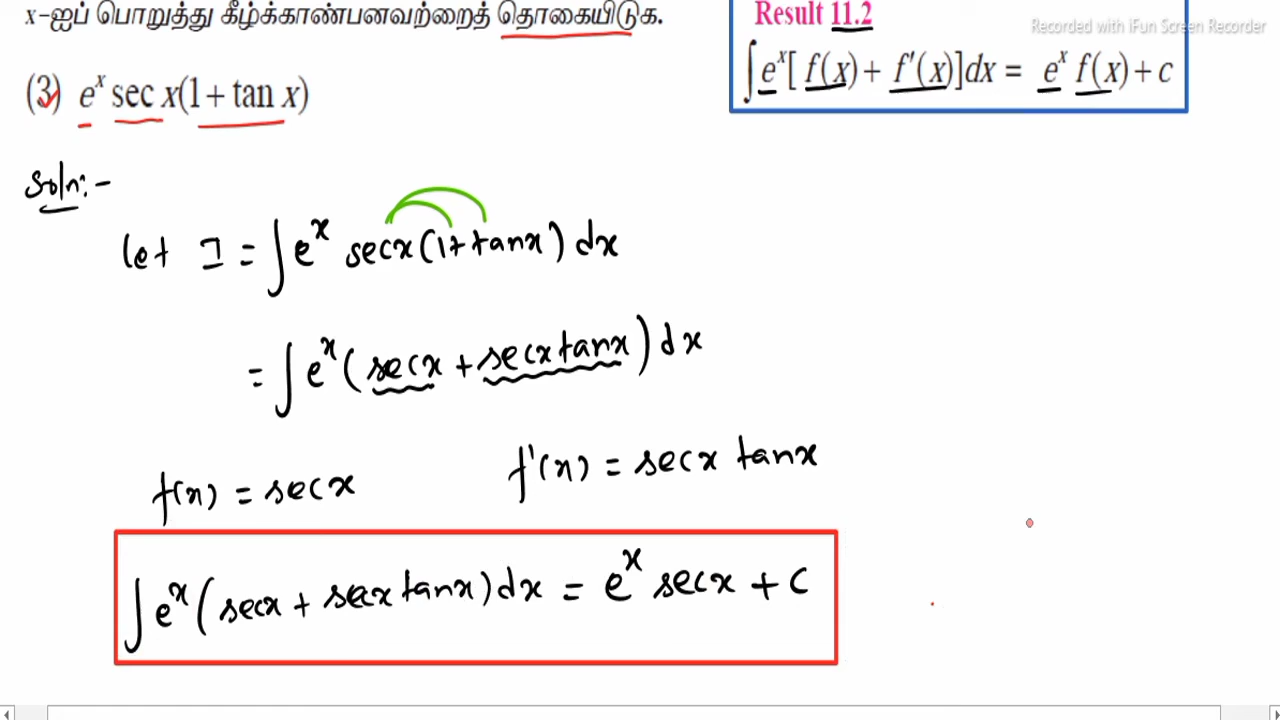 x-ஐப் பொறுத்து கீழ்க்காண்பனவற்றைத் தொகையிடுக.
Result 11.2
Recorded with iFun Screen Recorder
∫ eˣ[ f(x) + f′(x)]dx = eˣ f(x) + c
(3) eˣ sec x(1 + tan x)
Soln:-
let I = ∫ eˣ secx (1 + tanx) dx
= ∫ eˣ (secx + secx tanx) dx
f(x) = secx f'(x) = secx tanx
∫ eˣ (secx + secx tanx) dx = eˣ secx + c